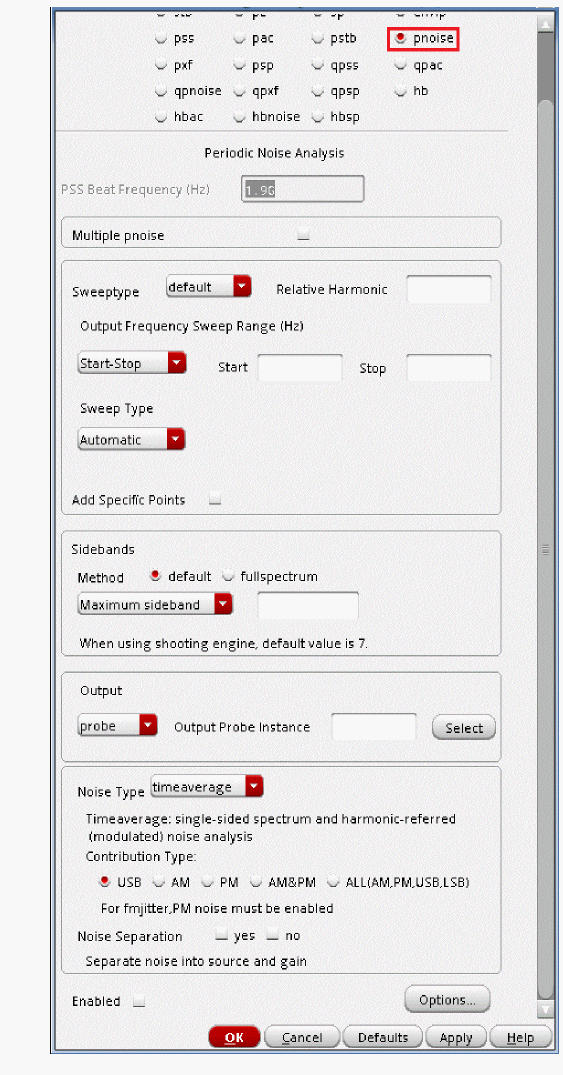 pss pac pstb pnoise
pxf psp qpss qpac
qpnoise qpxf qpsp hb
hbac hbnoise hbsp
Periodic Noise Analysis
PSS Beat Frequency (Hz) 1.9G
Multiple pnoise
Sweeptype default Relative Harmonic
Output Frequency Sweep Range (Hz)
Start-Stop Start Stop
Sweep Type
Automatic
Add Specific Points
Sidebands
Method default fullspectrum
Maximum sideband
When using shooting engine, default value is 7.
Output
probe Output Probe Instance Select
Noise Type timeaverage
Timeaverage: single-sided spectrum and harmonic-referred
(modulated) noise analysis
Contribution Type:
USB AM PM AM&PM ALL(AM,PM,USB,LSB)
For fmjitter,PM noise must be enabled
Noise Separation yes no
Separate noise into source and gain
Enabled Options...
OK Cancel Defaults Apply Help